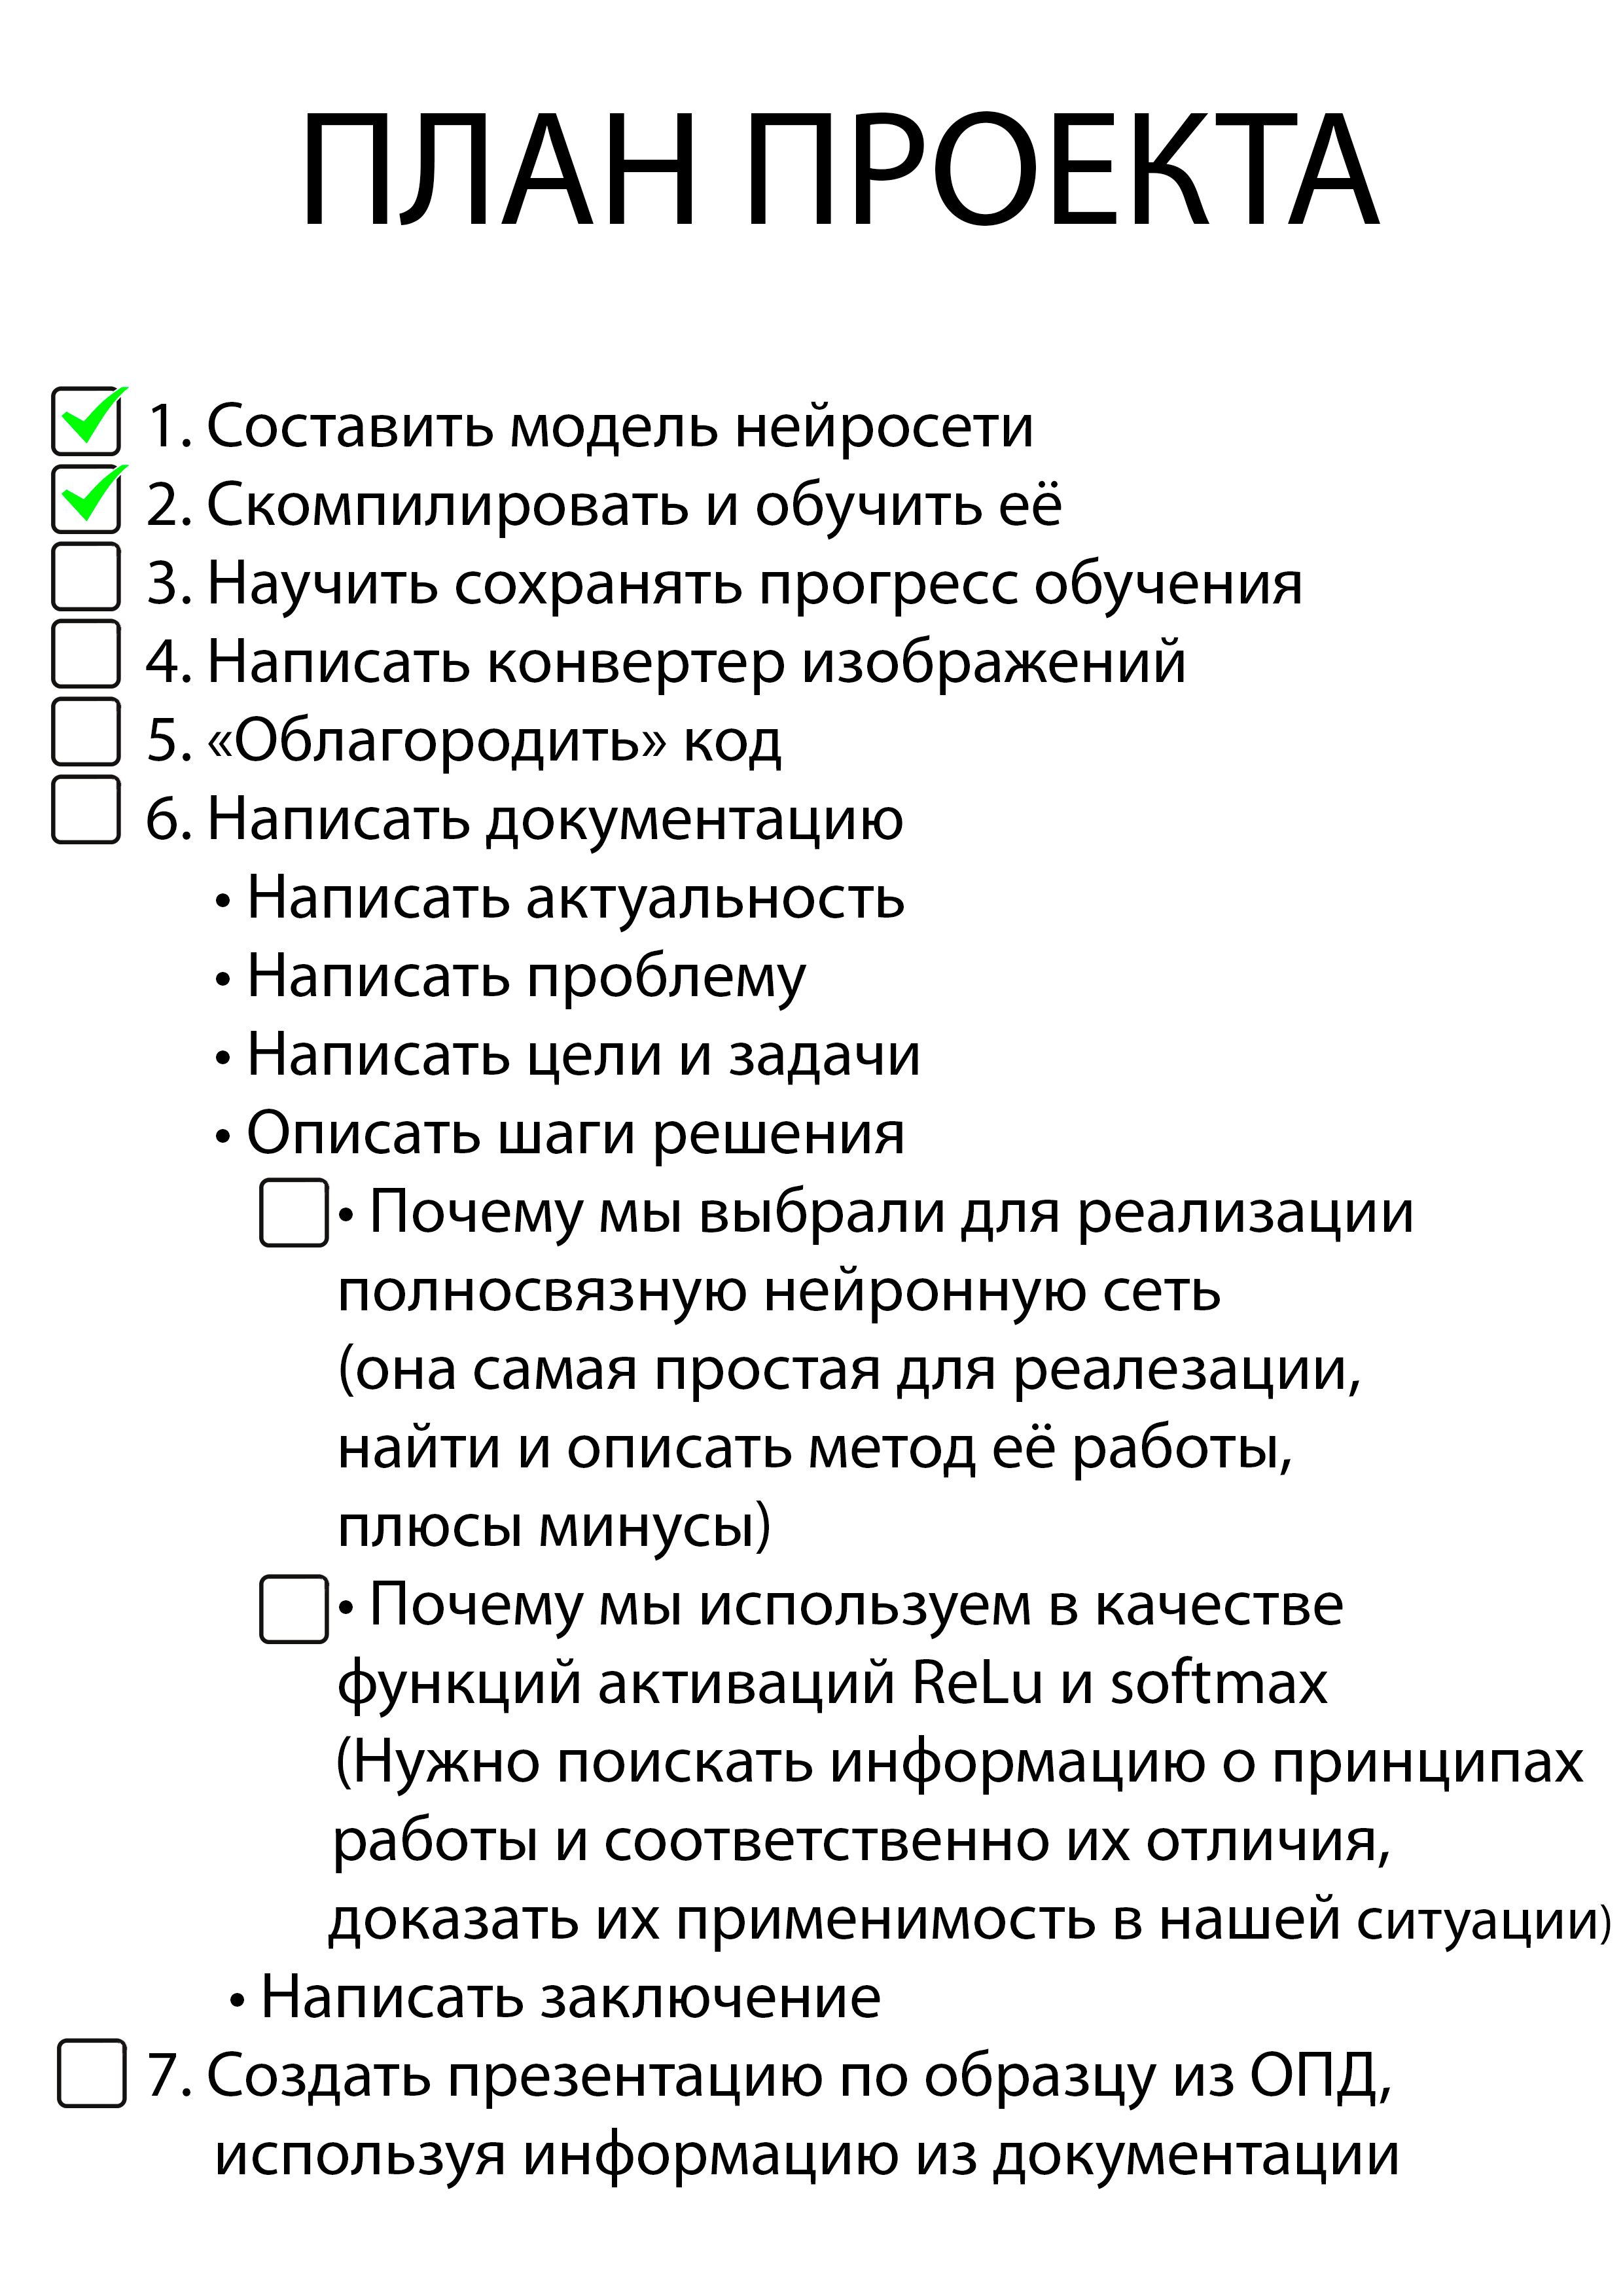 ПЛАН ПРОЕКТА
1. Составить модель нейросети
2. Скомпилировать и обучить её
3. Научить сохранять прогресс обучения
4. Написать конвертер изображений
5. «Облагородить» код
6. Написать документацию
• Написать актуальность
• Написать проблему
• Написать цели и задачи
• Описать шаги решения
• Почему мы выбрали для реализации
полносвязную нейронную сеть
(она самая простая для реалезации,
найти и описать метод её работы,
плюсы минусы)
• Почему мы используем в качестве
функций активаций ReLu и softmax
(Нужно поискать информацию о принципах
работы и соответственно их отличия,
доказать их применимость в нашей ситуации)
• Написать заключение
7. Создать презентацию по образцу из ОПД,
используя информацию из документации